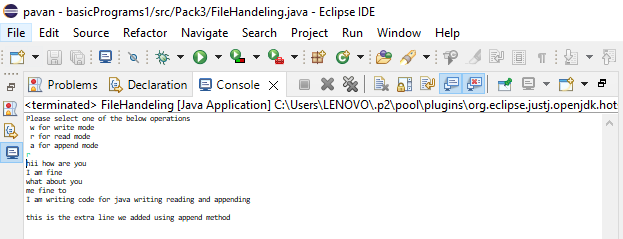 pavan - basicPrograms1/src/Pack3/FileHandeling.java - Eclipse IDE
File Edit Source Refactor Navigate Search Project Run Window Help
Problems Declaration Console
<terminated> FileHandeling [Java Application] C:\Users\LENOVO\.p2\pool\plugins\org.eclipse.justj.openjdk.hots
Please select one of the below operations
w for write mode
r for read mode
a for append mode
r
hii how are you
I am fine
what about you
me fine to
I am writing code for java writing reading and appending
this is the extra line we added using append method